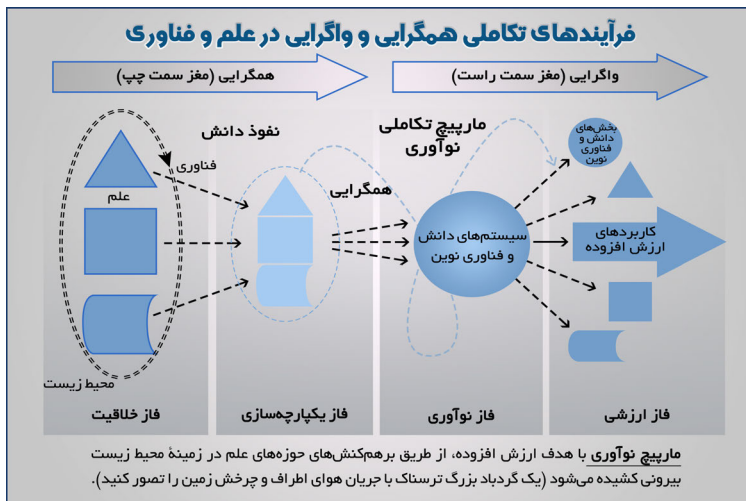 فرآیندهای تکاملی همگرایی و واگرایی در علم و فناوری
همگرایی (مغز سمت چپ)
واگرایی (مغز سمت راست)
نفوذ دانش
مارپیچ تکاملی
نوآوری
فناوری
علم
همگرایی
سیستم‌های دانش
و فناوری نوین
بخش‌های
دانش و
فناوری
نوین
کاربردهای
ارزش افزوده
محیط زیست
فاز خلاقیت
فاز یکپارچه‌سازی
فاز نوآوری
فاز ارزشی
مارپیچ نوآوری با هدف ارزش افزوده، از طریق برهم‌کنش‌های حوزه‌های علم در زمینهٔ محیط زیست
بیرونی کشیده می‌شود (یک گردباد بزرگ ترسناک با جریان هوای اطراف و چرخش زمین را تصور کنید).